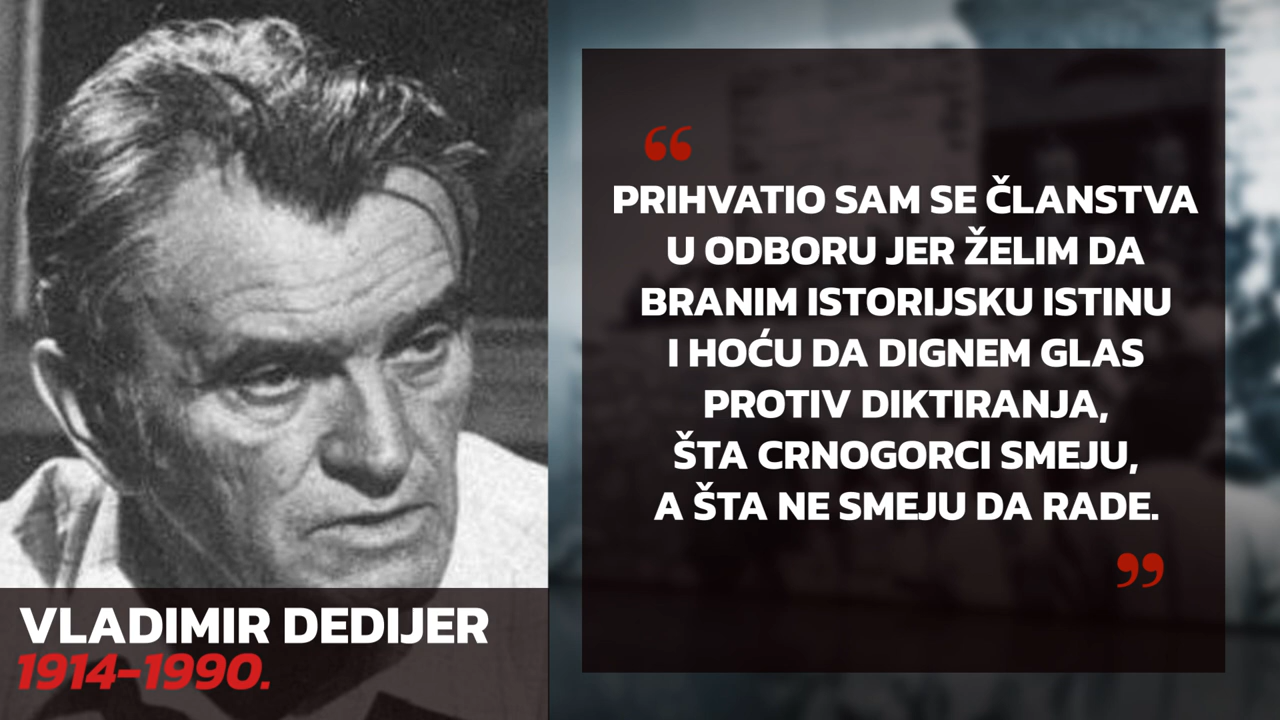 VLADIMIR DEDIJER
1914-1990.
“
PRIHVATIO SAM SE ČLANSTVA
U ODBORU JER ŽELIM DA
BRANIM ISTORIJSKU ISTINU
I HOĆU DA DIGNEM GLAS
PROTIV DIKTIRANJA,
ŠTA CRNOGORCI SMEJU,
A ŠTA NE SMEJU DA RADE.
”